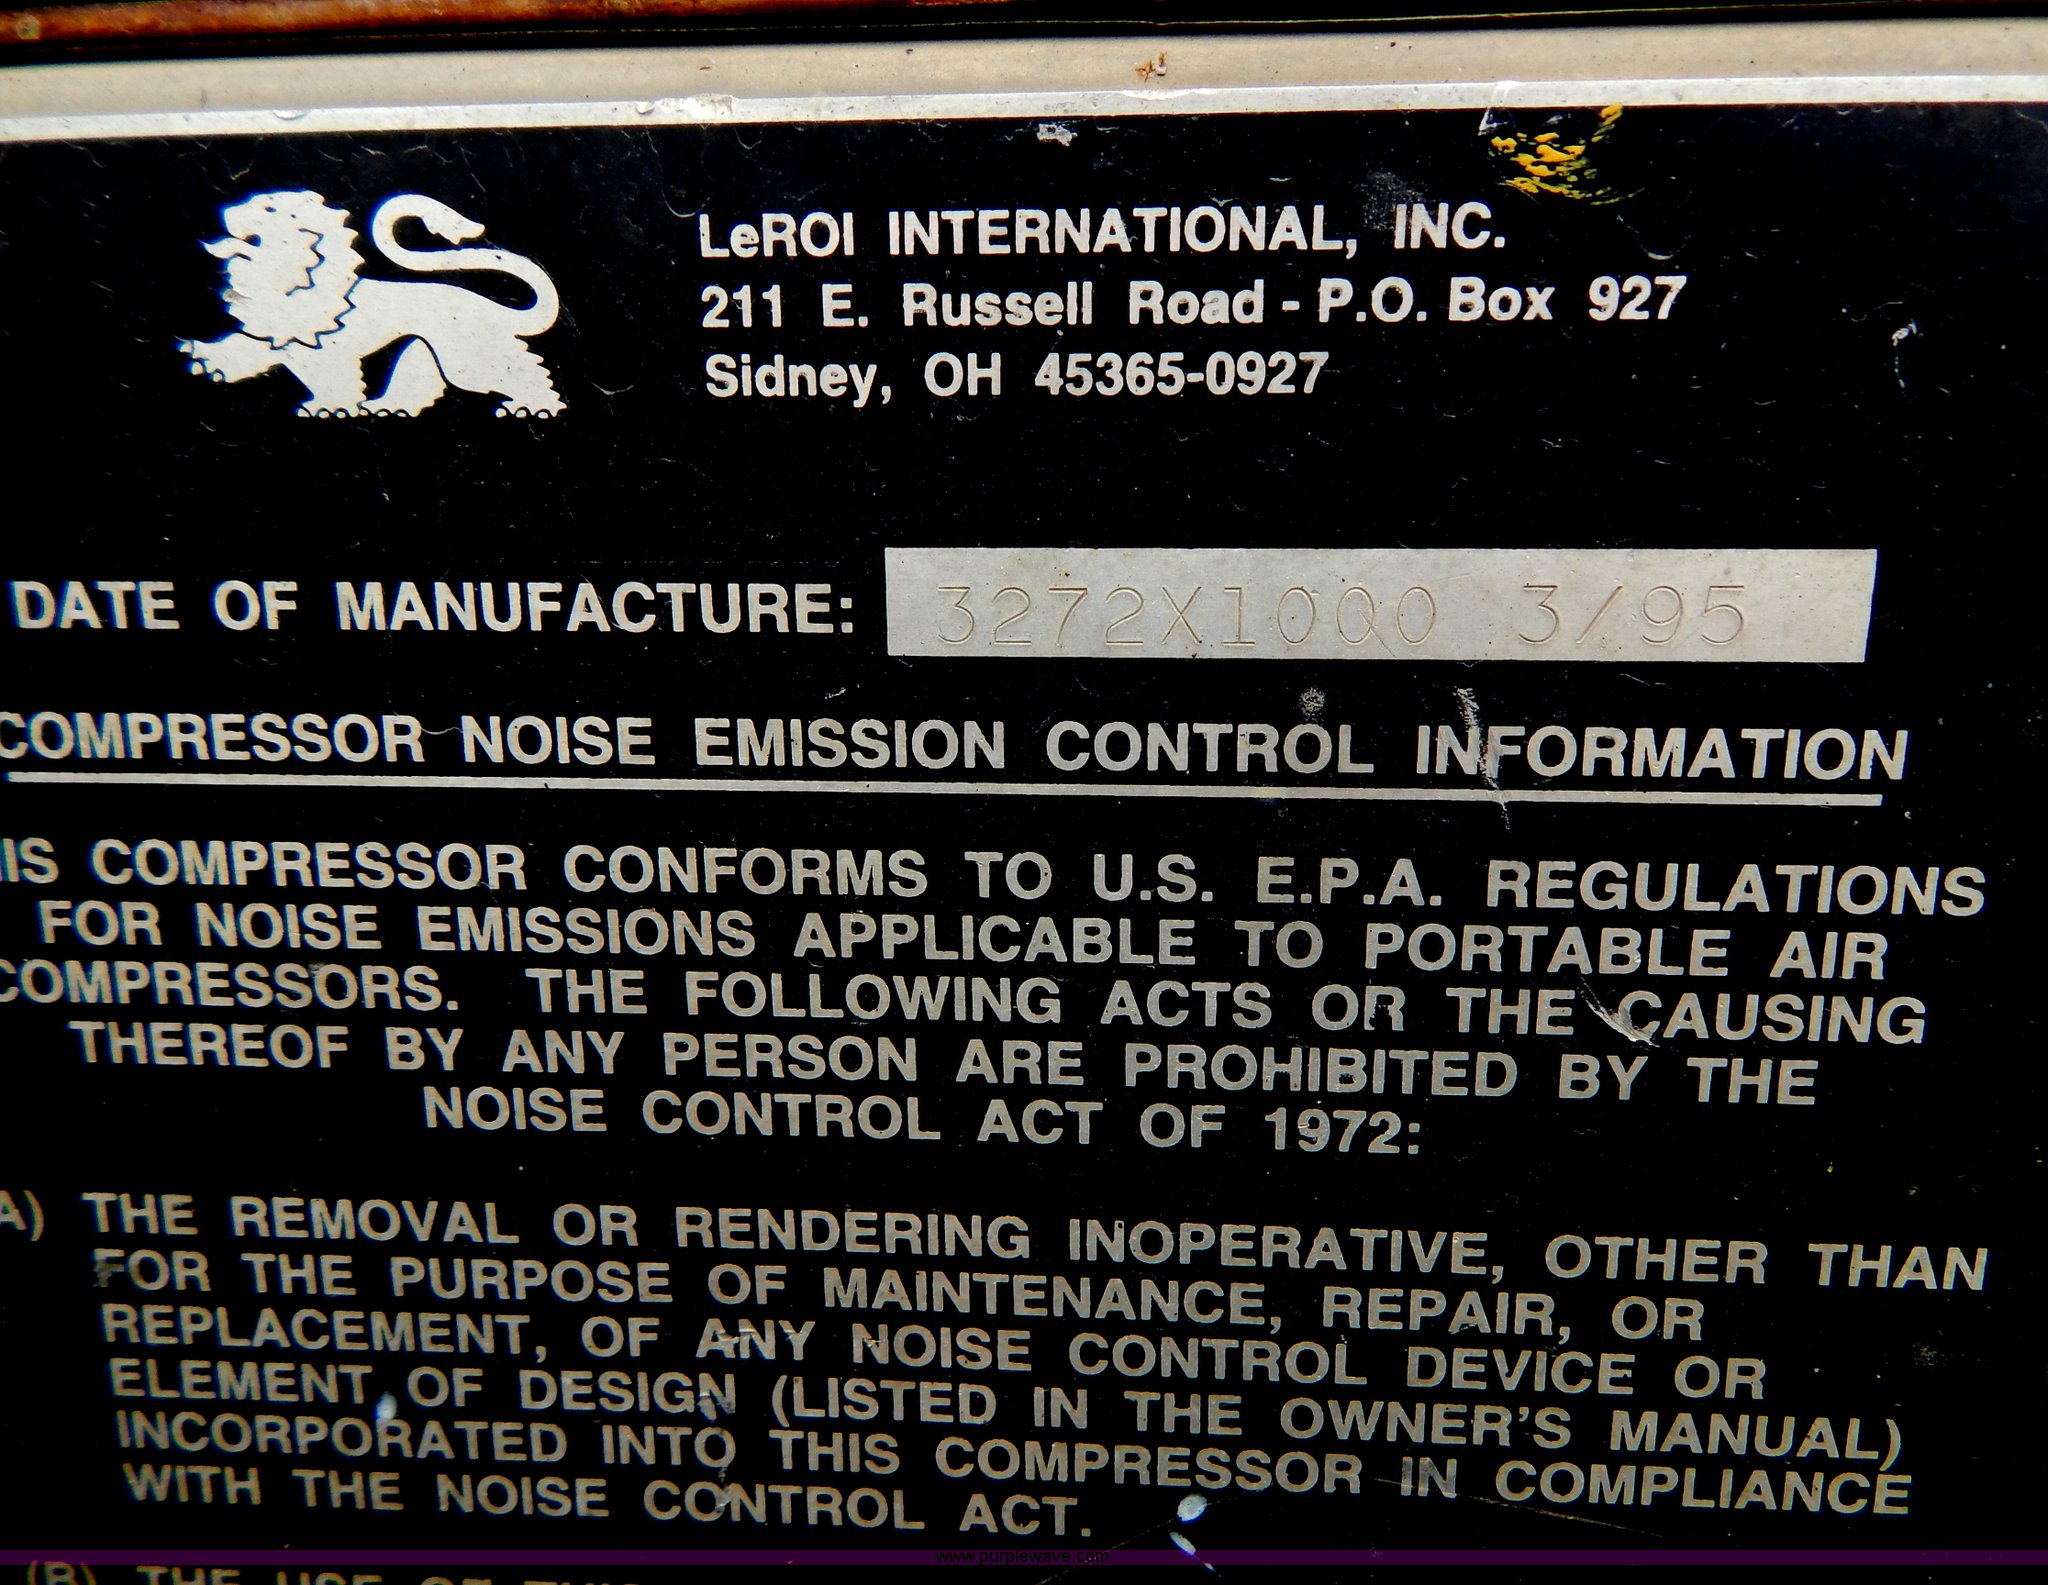 LeROI INTERNATIONAL, INC.
211 E. Russell Road - P.O. Box 927
Sidney, OH 45365-0927
DATE OF MANUFACTURE: 3272X1000 3/95
COMPRESSOR NOISE EMISSION CONTROL INFORMATION
IS COMPRESSOR CONFORMS TO U.S. E.P.A. REGULATIONS
FOR NOISE EMISSIONS APPLICABLE TO PORTABLE AIR
COMPRESSORS. THE FOLLOWING ACTS OR THE CAUSING
THEREOF BY ANY PERSON ARE PROHIBITED BY THE
NOISE CONTROL ACT OF 1972:
A) THE REMOVAL OR RENDERING INOPERATIVE, OTHER THAN
FOR THE PURPOSE OF MAINTENANCE, REPAIR, OR
REPLACEMENT, OF ANY NOISE CONTROL DEVICE OR
ELEMENT OF DESIGN (LISTED IN THE OWNER'S MANUAL)
INCORPORATED INTO THIS COMPRESSOR IN COMPLIANCE
WITH THE NOISE CONTROL ACT.
www.purplewave.com
(B) THE USE OF THIS